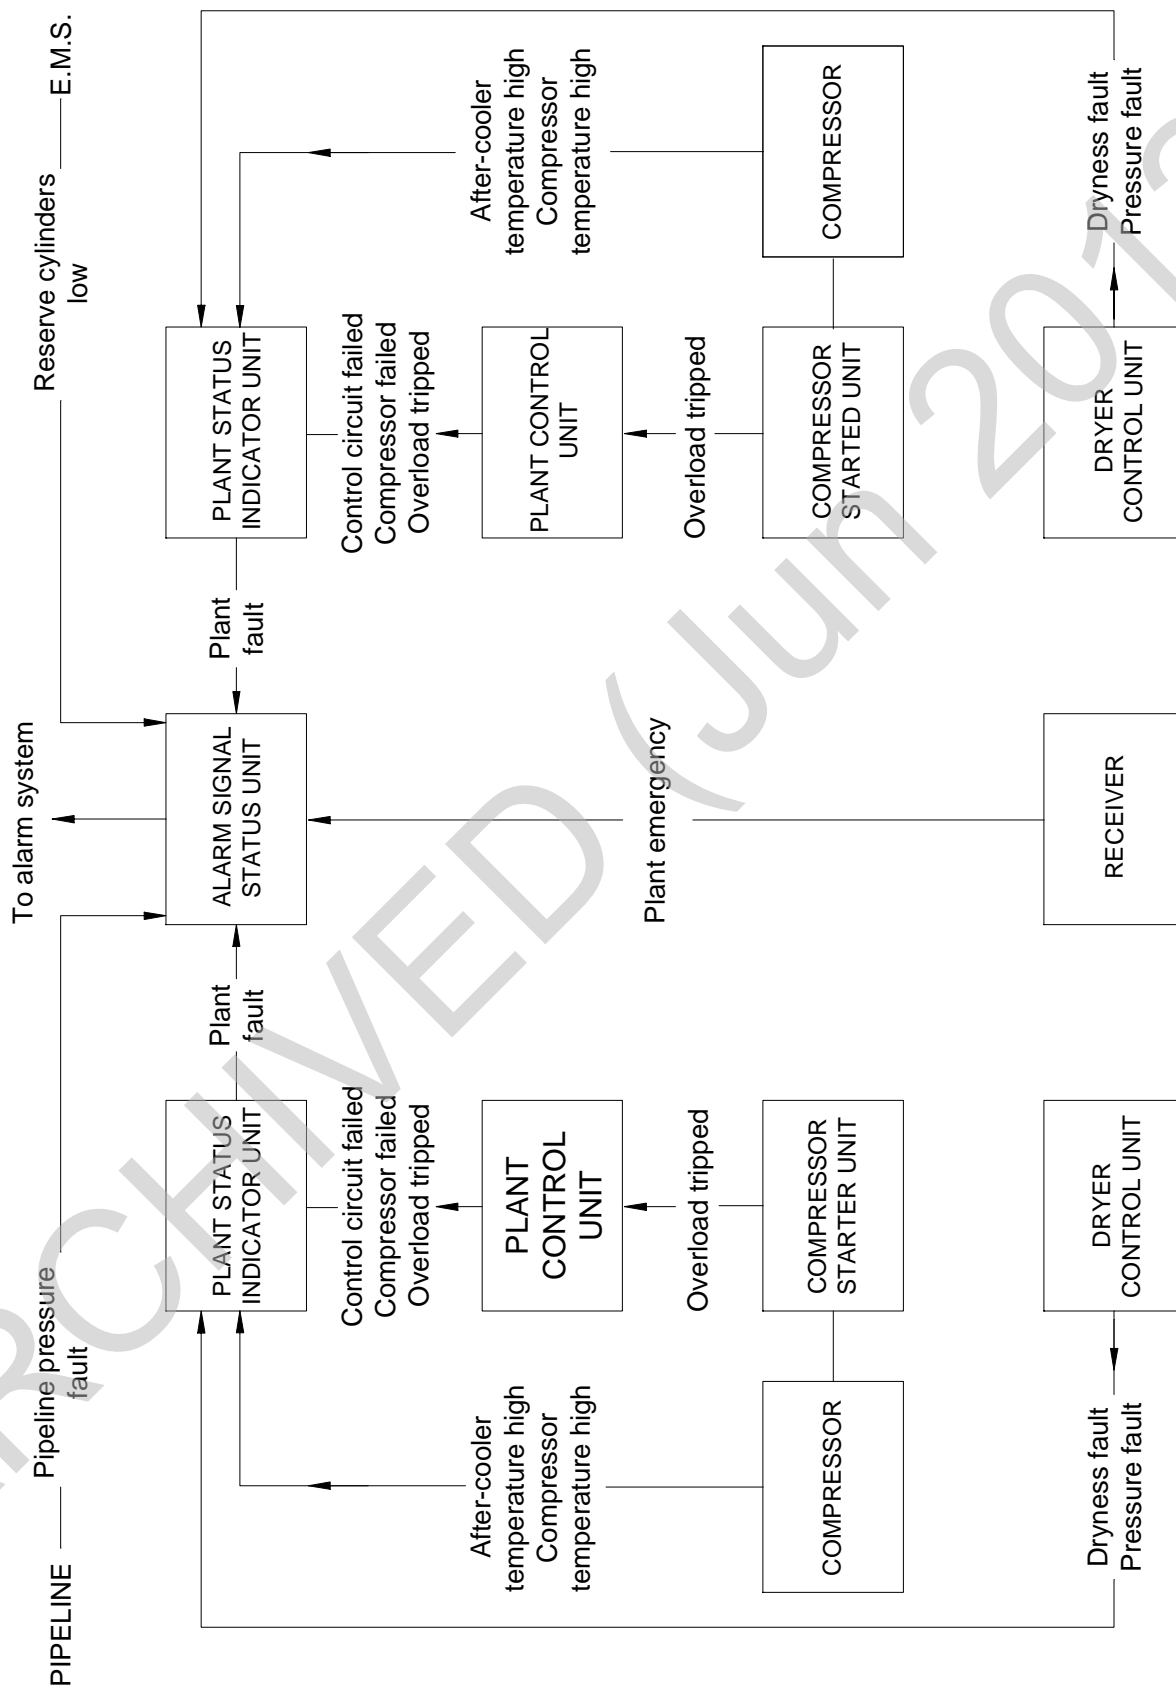 To alarm system
PIPELINE
Pipeline pressure
fault
Reserve cylinders
low
E.M.S.
PLANT STATUS
INDICATOR UNIT
Plant
fault
ALARM SIGNAL
STATUS UNIT
Plant
fault
PLANT STATUS
INDICATOR UNIT
Control circuit failed
Compressor failed
Overload tripped
Control circuit failed
Compressor failed
Overload tripped
After-cooler
temperature high
Compressor
temperature high
PLANT
CONTROL
UNIT
PLANT CONTROL
UNIT
After-cooler
temperature high
Compressor
temperature high
Overload tripped
Plant emergency
Overload tripped
COMPRESSOR
COMPRESSOR
STARTER UNIT
COMPRESSOR
STARTED UNIT
COMPRESSOR
Dryness fault
Pressure fault
DRYER
CONTROL UNIT
RECEIVER
DRYER
CONTROL UNIT
Dryness fault
Pressure fault
RCHIVED (Jun 201